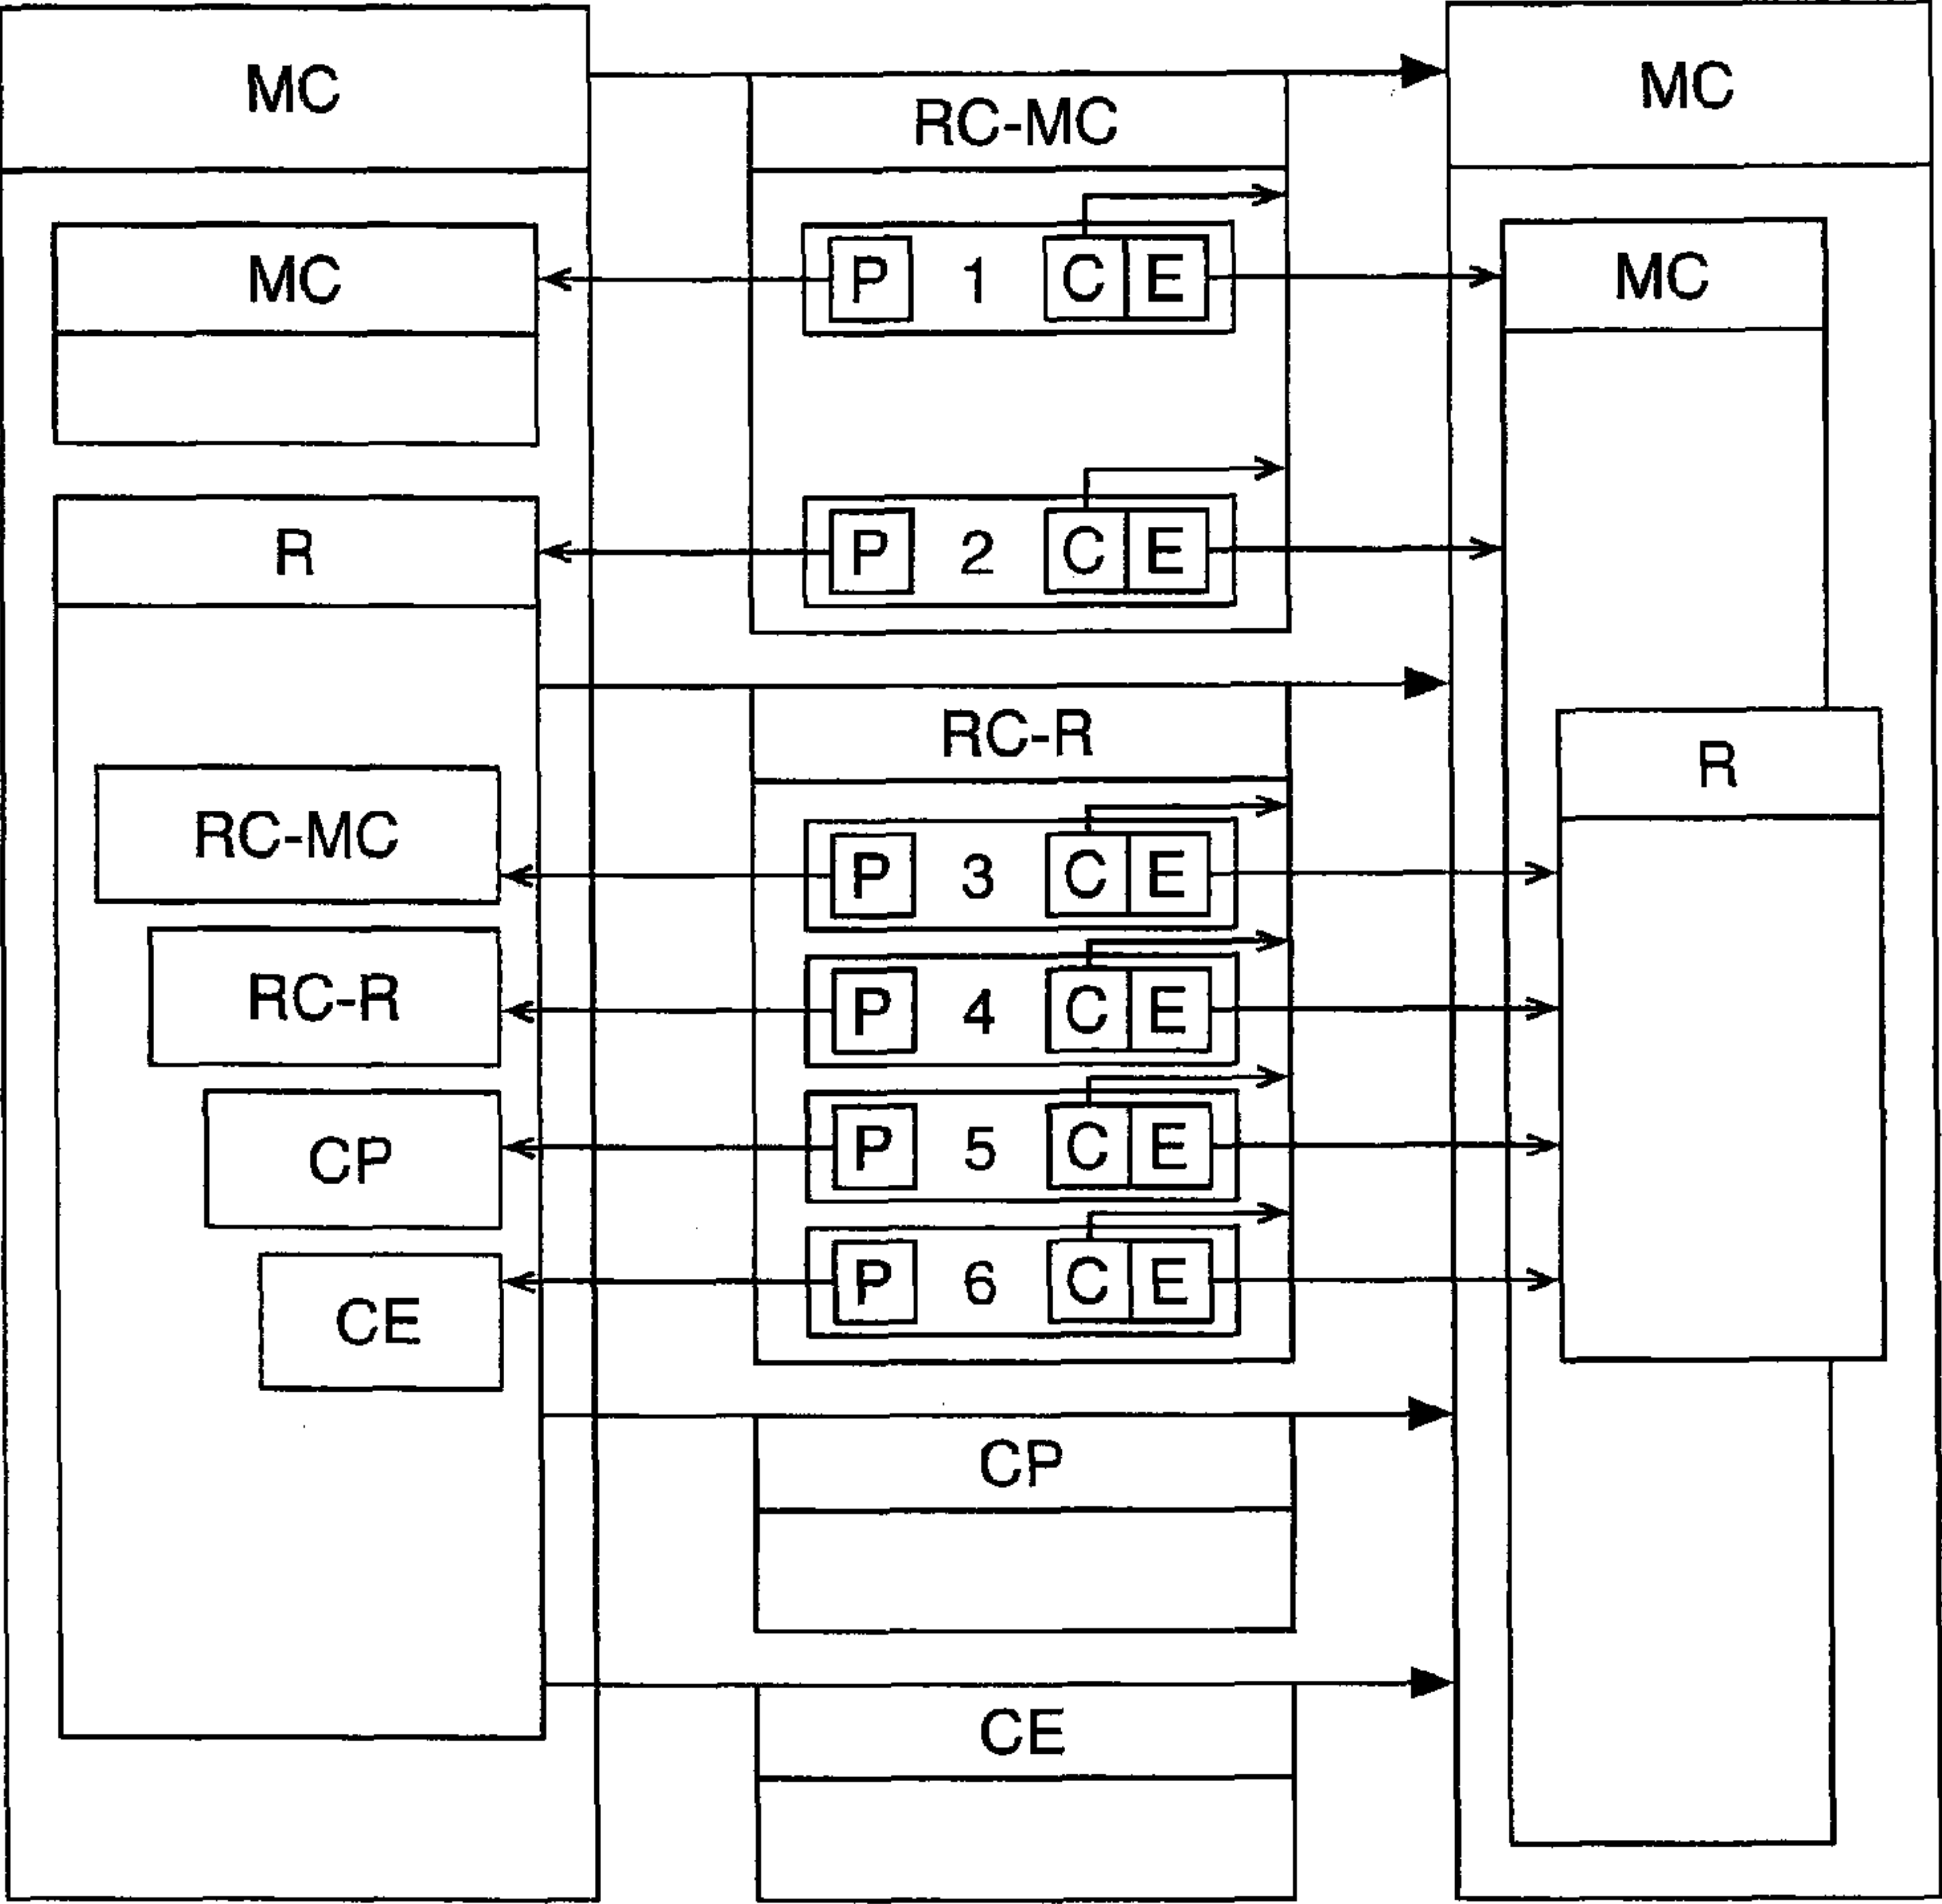 MC
RC-MC
MC
MC
P 1 C E
MC
R
P 2 C E
RC-R
R
RC-MC
P 3 C E
RC-R
P 4 C E
CP
P 5 C E
CE
P 6 C E
CP
CE